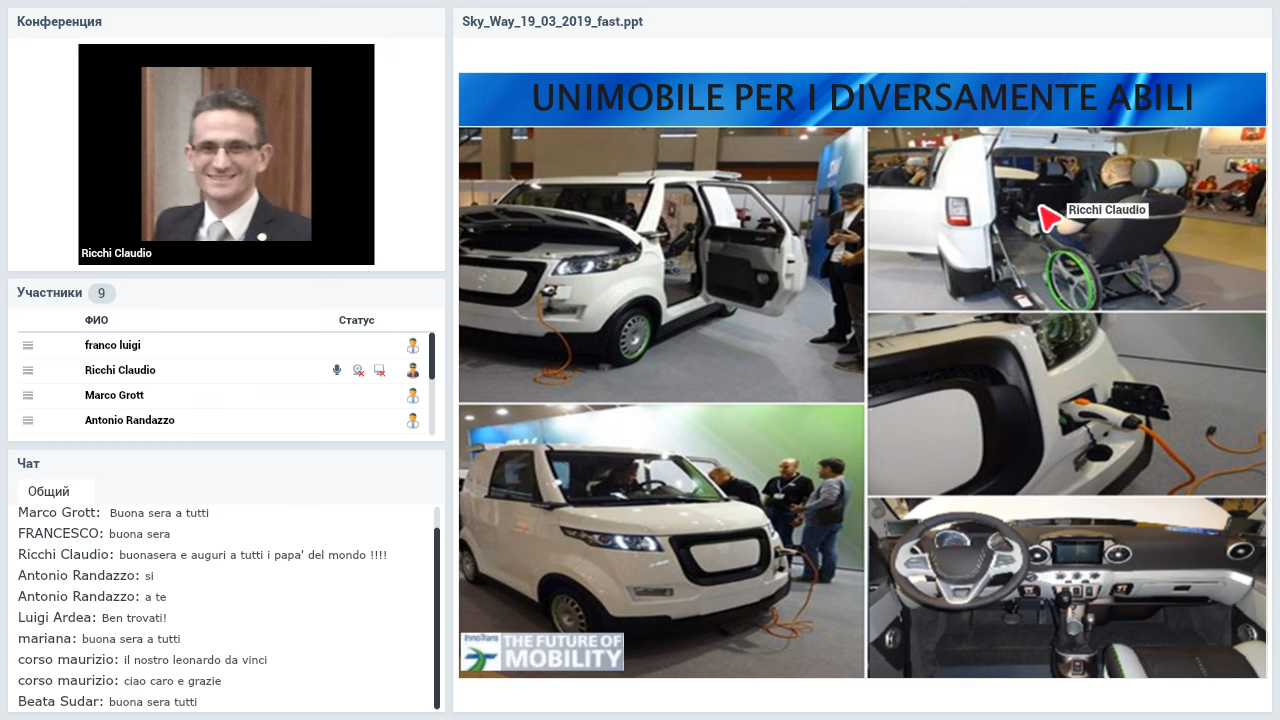 Конференция
Ricchi Claudio
Участники 9
ФИО Статус
franco luigi
Ricchi Claudio
Marco Grott
Antonio Randazzo
Чат
Общий
Marco Grott: Buona sera a tutti
FRANCESCO: buona sera
Ricchi Claudio: buonasera e auguri a tutti i papa' del mondo !!!!
Antonio Randazzo: si
Antonio Randazzo: a te
Luigi Ardea: Ben trovati!
mariana: buona sera a tutti
corso maurizio: il nostro leonardo da vinci
corso maurizio: ciao caro e grazie
Beata Sudar: buona sera tutti
Sky_Way_19_03_2019_fast.ppt
UNIMOBILE PER I DIVERSAMENTE ABILI
Ricchi Claudio
InnoTrans
THE FUTURE OF
MOBILITY